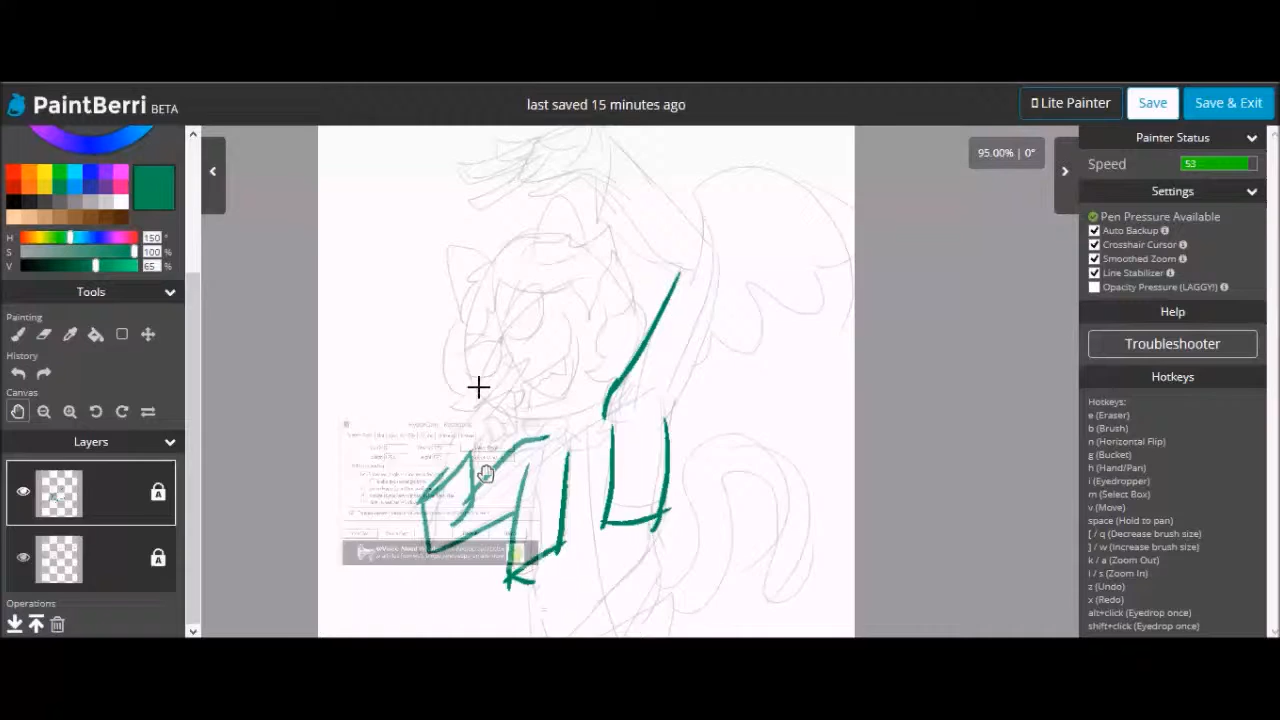 PaintBerri BETA
last saved 15 minutes ago
Lite Painter
Save
Save & Exit
95.00% | 0°
H 150 °
S 100 %
V 65 %
Tools
Painting
History
Canvas
Layers
Operations
Painter Status
Speed 53
Settings
Pen Pressure Available
Auto Backup
Crosshair Cursor
Smoothed Zoom
Line Stabilizer
Opacity Pressure (LAGGY!)
Help
Troubleshooter
Hotkeys
Hotkeys:
e (Eraser)
b (Brush)
n (Horizontal Flip)
g (Bucket)
h (Hand/Pan)
i (Eyedropper)
m (Select Box)
v (Move)
space (Hold to pan)
[ / q (Decrease brush size)
] / w (Increase brush size)
k / a (Zoom Out)
l / s (Zoom In)
z (Undo)
x (Redo)
alt+click (Eyedrop once)
shift+click (Eyedrop once)